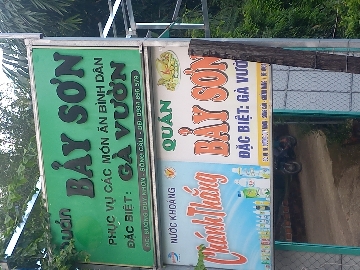 QUÁN
BẢY SƠN
PHỤC VỤ CÁC MÓN ĂN BÌNH DÂN
ĐẶC BIỆT: GÀ VƯỜN
QUÁN
BẢY SƠN
ĐẶC BIỆT: GÀ VƯỜN
NƯỚC KHOÁNG
Chánh Thắng